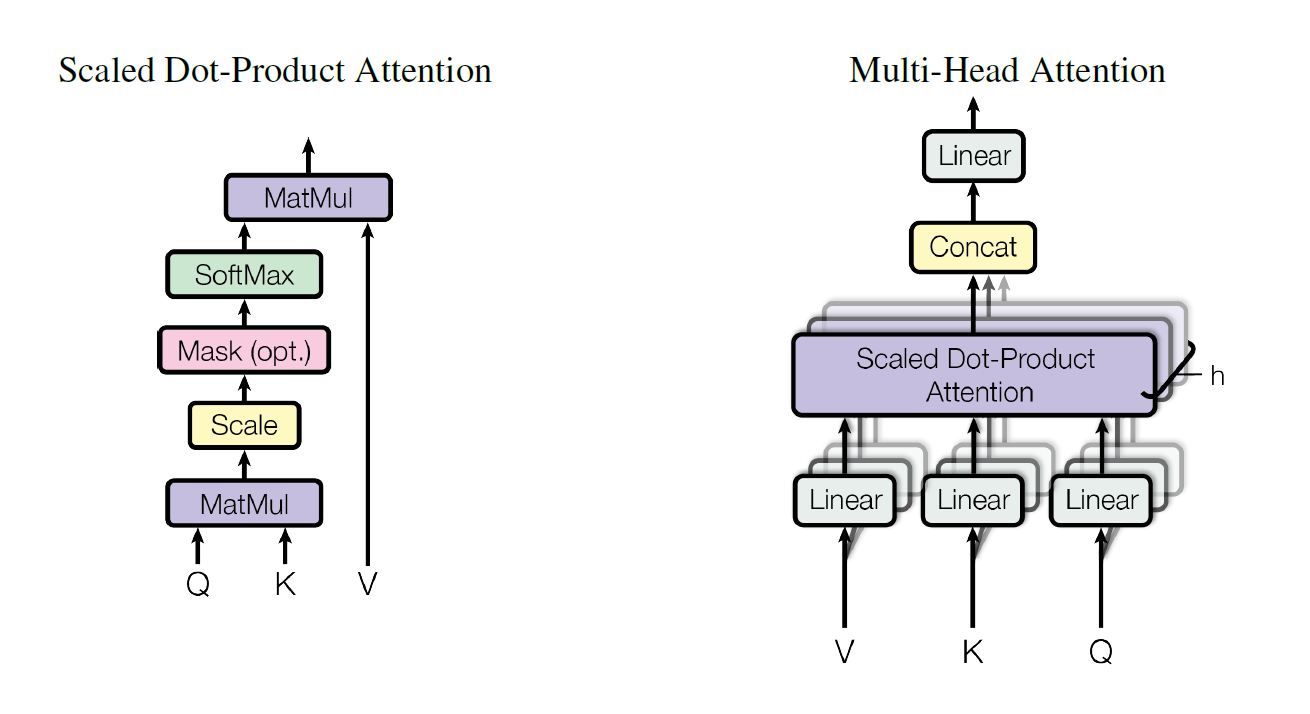 Scaled Dot-Product Attention
MatMul
SoftMax
Mask (opt.)
Scale
MatMul
Q K V
Multi-Head Attention
Linear
Concat
Scaled Dot-Product
Attention
h
Linear Linear Linear
V K Q